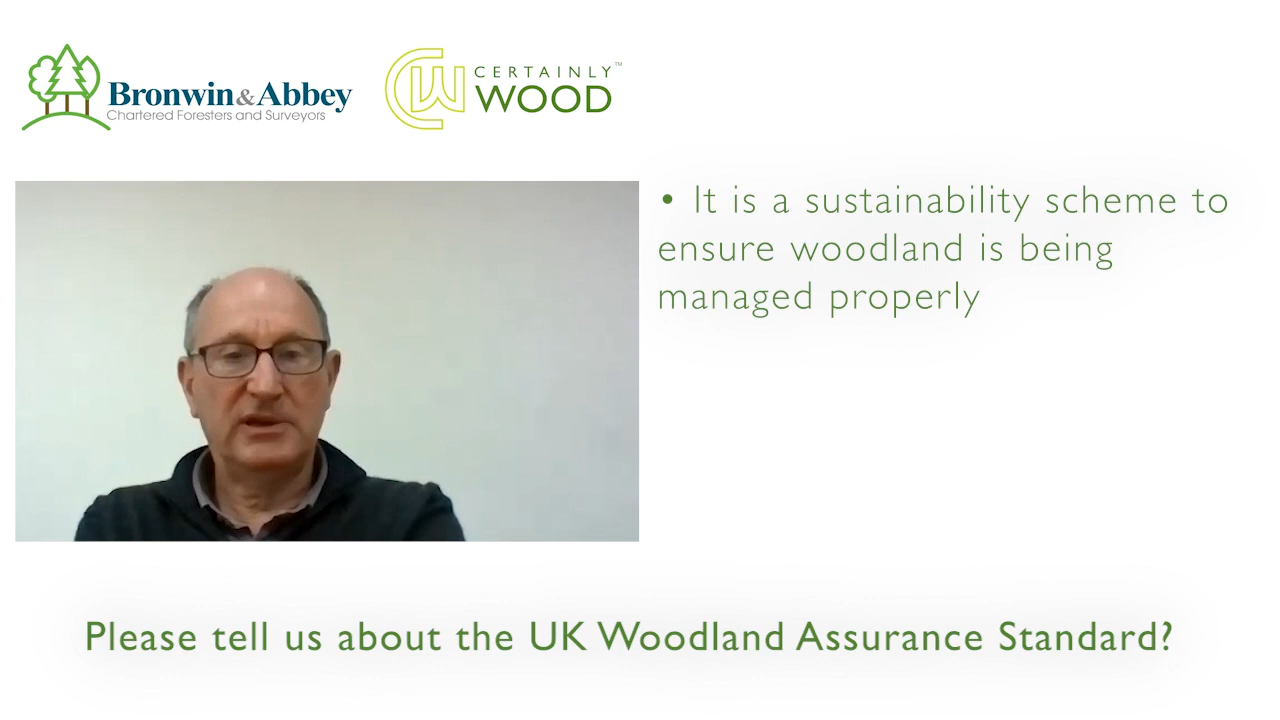 Bronwin & Abbey
Chartered Foresters and Surveyors
CW
CERTAINLY™
WOOD
• It is a sustainability scheme to
ensure woodland is being
managed properly
Please tell us about the UK Woodland Assurance Standard?